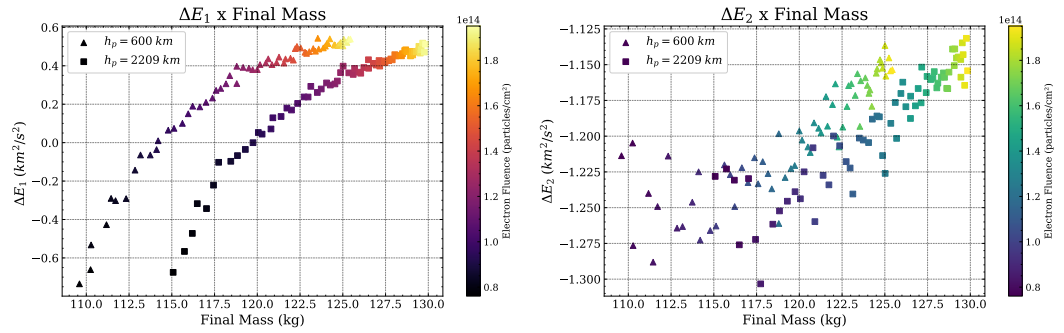 ΔE₁ x Final Mass
1e14
0.6
0.4
0.2
0.0
−0.2
−0.4
−0.6
ΔE₁ (km²/s²)
hₚ = 600 km
hₚ = 2209 km
110.0 112.5 115.0 117.5 120.0 122.5 125.0 127.5 130.0
Final Mass (kg)
1.8
1.6
1.4
1.2
1.0
0.8
Electron Fluence (particles/cm²)
ΔE₂ x Final Mass
1e14
−1.125
−1.150
−1.175
−1.200
−1.225
−1.250
−1.275
−1.300
ΔE₂ (km²/s²)
hₚ = 600 km
hₚ = 2209 km
110.0 112.5 115.0 117.5 120.0 122.5 125.0 127.5 130.0
Final Mass (kg)
1.8
1.6
1.4
1.2
1.0
0.8
Electron Fluence (particles/cm²)